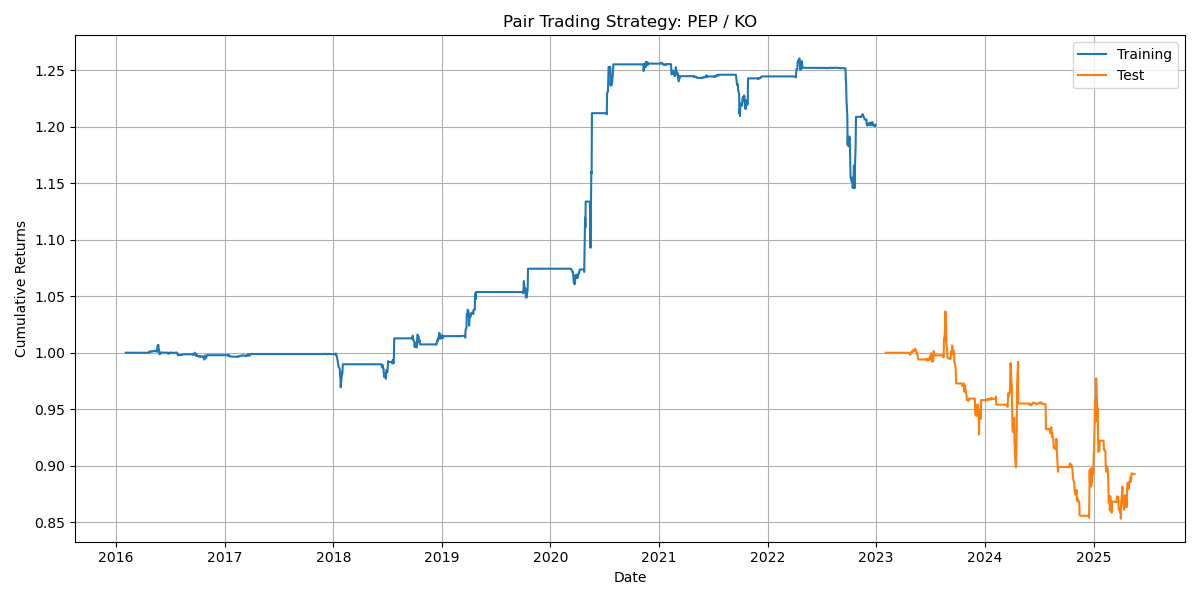 Pair Trading Strategy: PEP / KO
Training
Test
Cumulative Returns
1.25
1.20
1.15
1.10
1.05
1.00
0.95
0.90
0.85
2016 2017 2018 2019 2020 2021 2022 2023 2024 2025
Date